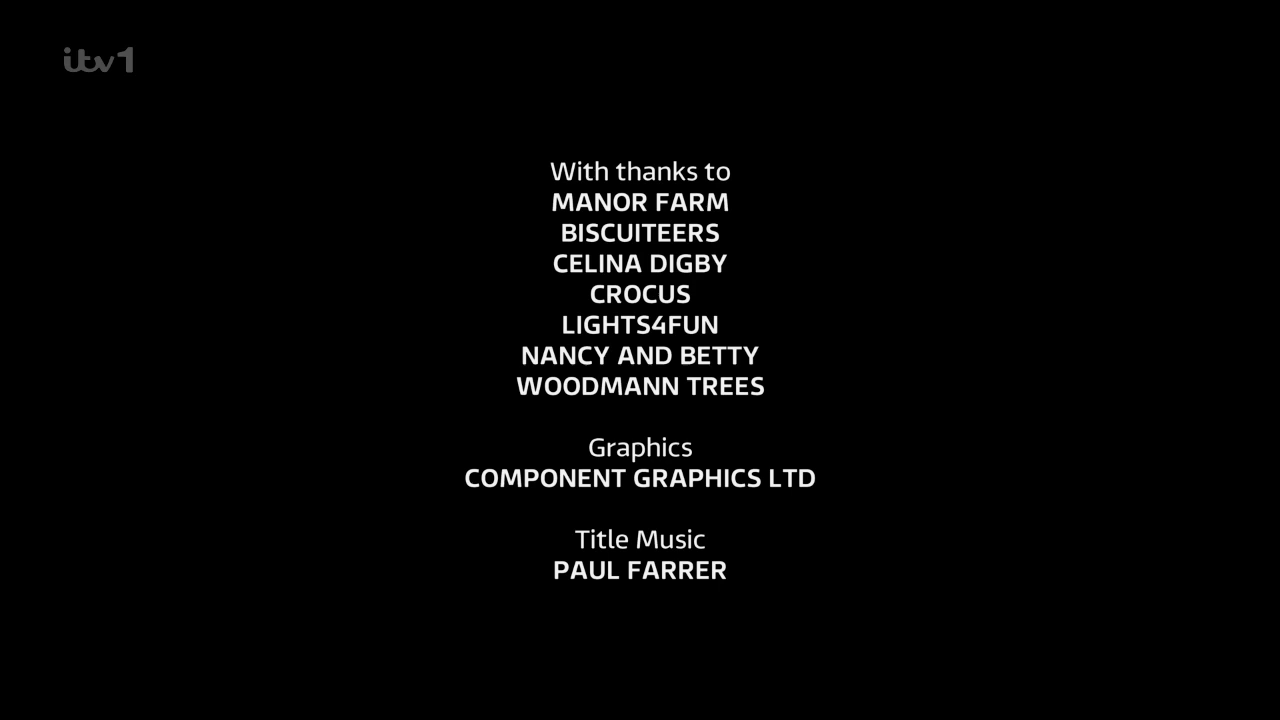 itv1
With thanks to
MANOR FARM
BISCUITEERS
CELINA DIGBY
CROCUS
LIGHTS4FUN
NANCY AND BETTY
WOODMANN TREES
Graphics
COMPONENT GRAPHICS LTD
Title Music
PAUL FARRER